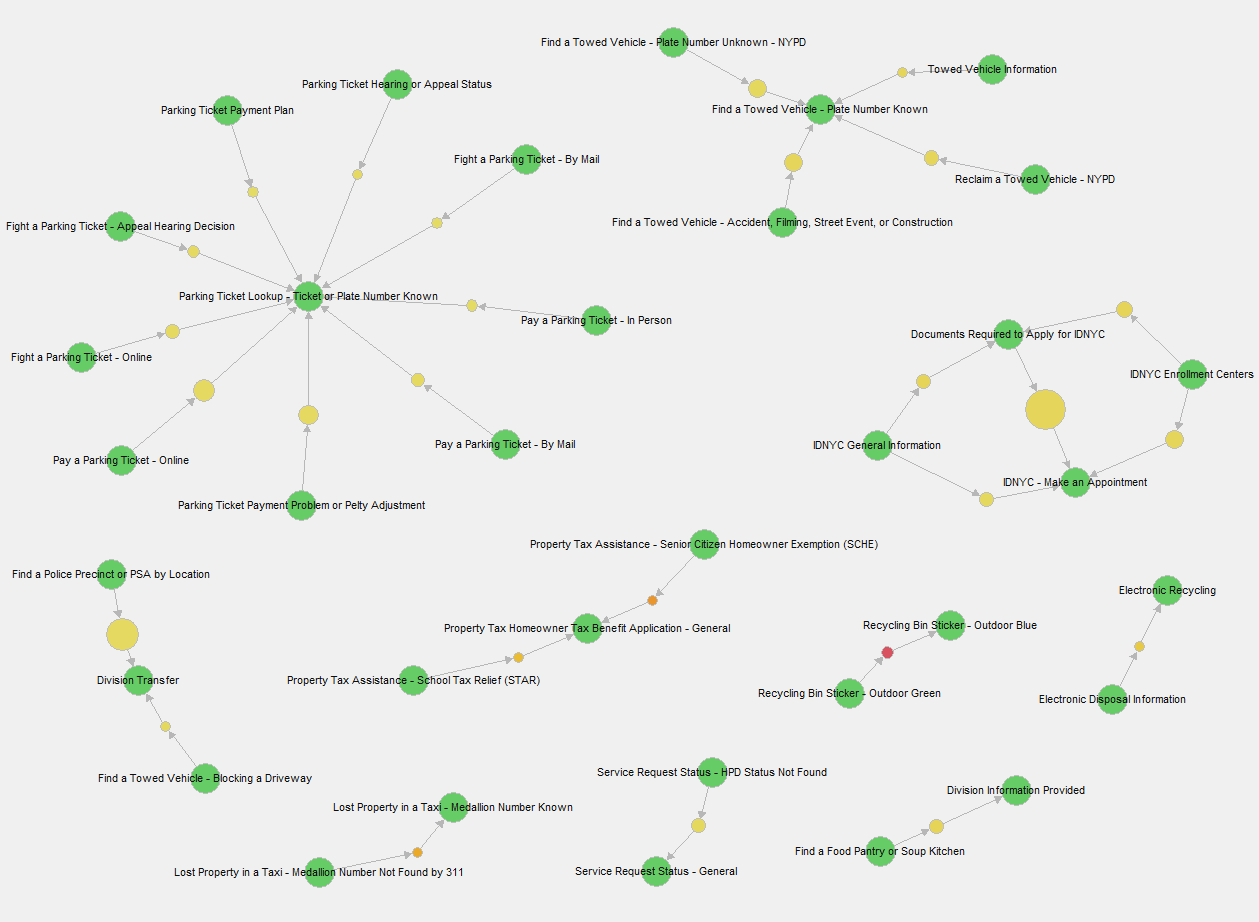 Find a Towed Vehicle - Plate Number Unknown - NYPD
Towed Vehicle Information
Parking Ticket Hearing or Appeal Status
Parking Ticket Payment Plan
Find a Towed Vehicle - Plate Number Known
Fight a Parking Ticket - By Mail
Reclaim a Towed Vehicle - NYPD
Fight a Parking Ticket - Appeal Hearing Decision
Find a Towed Vehicle - Accident, Filming, Street Event, or Construction
Parking Ticket Lookup - Ticket or Plate Number Known
Pay a Parking Ticket - In Person
Documents Required to Apply for IDNYC
Fight a Parking Ticket - Online
IDNYC Enrollment Centers
Pay a Parking Ticket - By Mail
IDNYC General Information
Pay a Parking Ticket - Online
IDNYC - Make an Appointment
Parking Ticket Payment Problem or Pelty Adjustment
Property Tax Assistance - Senior Citizen Homeowner Exemption (SCHE)
Find a Police Precinct or PSA by Location
Electronic Recycling
Property Tax Homeowner Tax Benefit Application - General
Recycling Bin Sticker - Outdoor Blue
Division Transfer
Property Tax Assistance - School Tax Relief (STAR)
Recycling Bin Sticker - Outdoor Green
Electronic Disposal Information
Find a Towed Vehicle - Blocking a Driveway
Service Request Status - HPD Status Not Found
Division Information Provided
Lost Property in a Taxi - Medallion Number Known
Find a Food Pantry or Soup Kitchen
Lost Property in a Taxi - Medallion Number Not Found by 311
Service Request Status - General